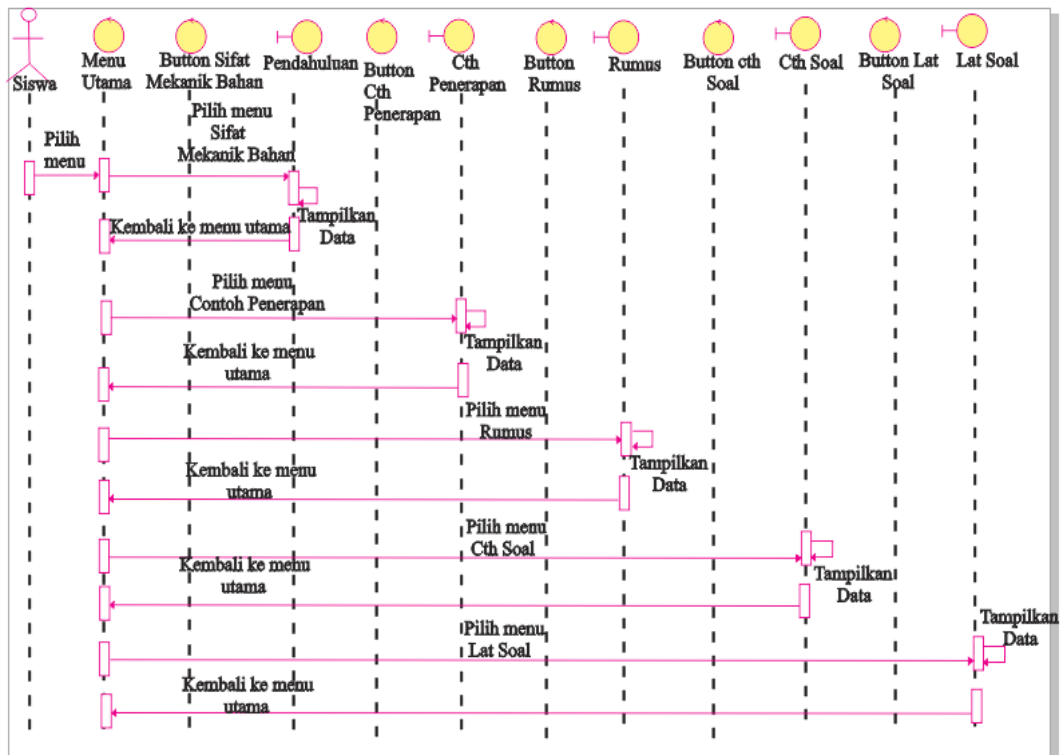 Siswa
Menu
Utama
Button Sifat
Mekanik Bahan
Pendahuluan
Button
Cth
Penerapan
Cth
Penerapan
Button
Rumus
Rumus
Button cth
Soal
Cth Soal
Button Lat
Soal
Lat Soal
Pilih
menu
Pilih menu
Sifat
Mekanik Bahan
Tampilkan
Data
Kembali ke menu utama
Pilih menu
Contoh Penerapan
Tampilkan
Data
Kembali ke menu
utama
Pilih menu
Rumus
Tampilkan
Data
Kembali ke menu
utama
Pilih menu
Cth Soal
Tampilkan
Data
Kembali ke menu
utama
Pilih menu
Lat Soal
Tampilkan
Data
Kembali ke menu
utama